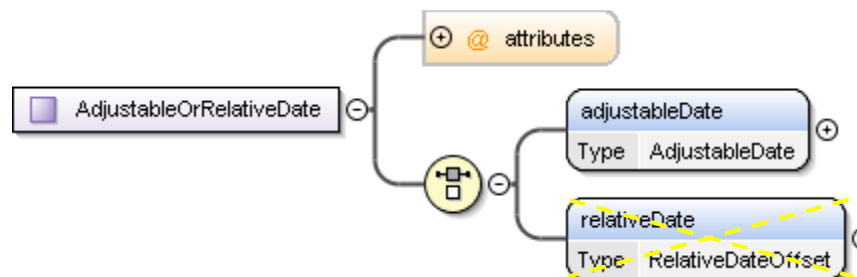 @ attributes
AdjustableOrRelativeDate
adjustableDate
Type AdjustableDate
relativeDate
Type RelativeDateOffset